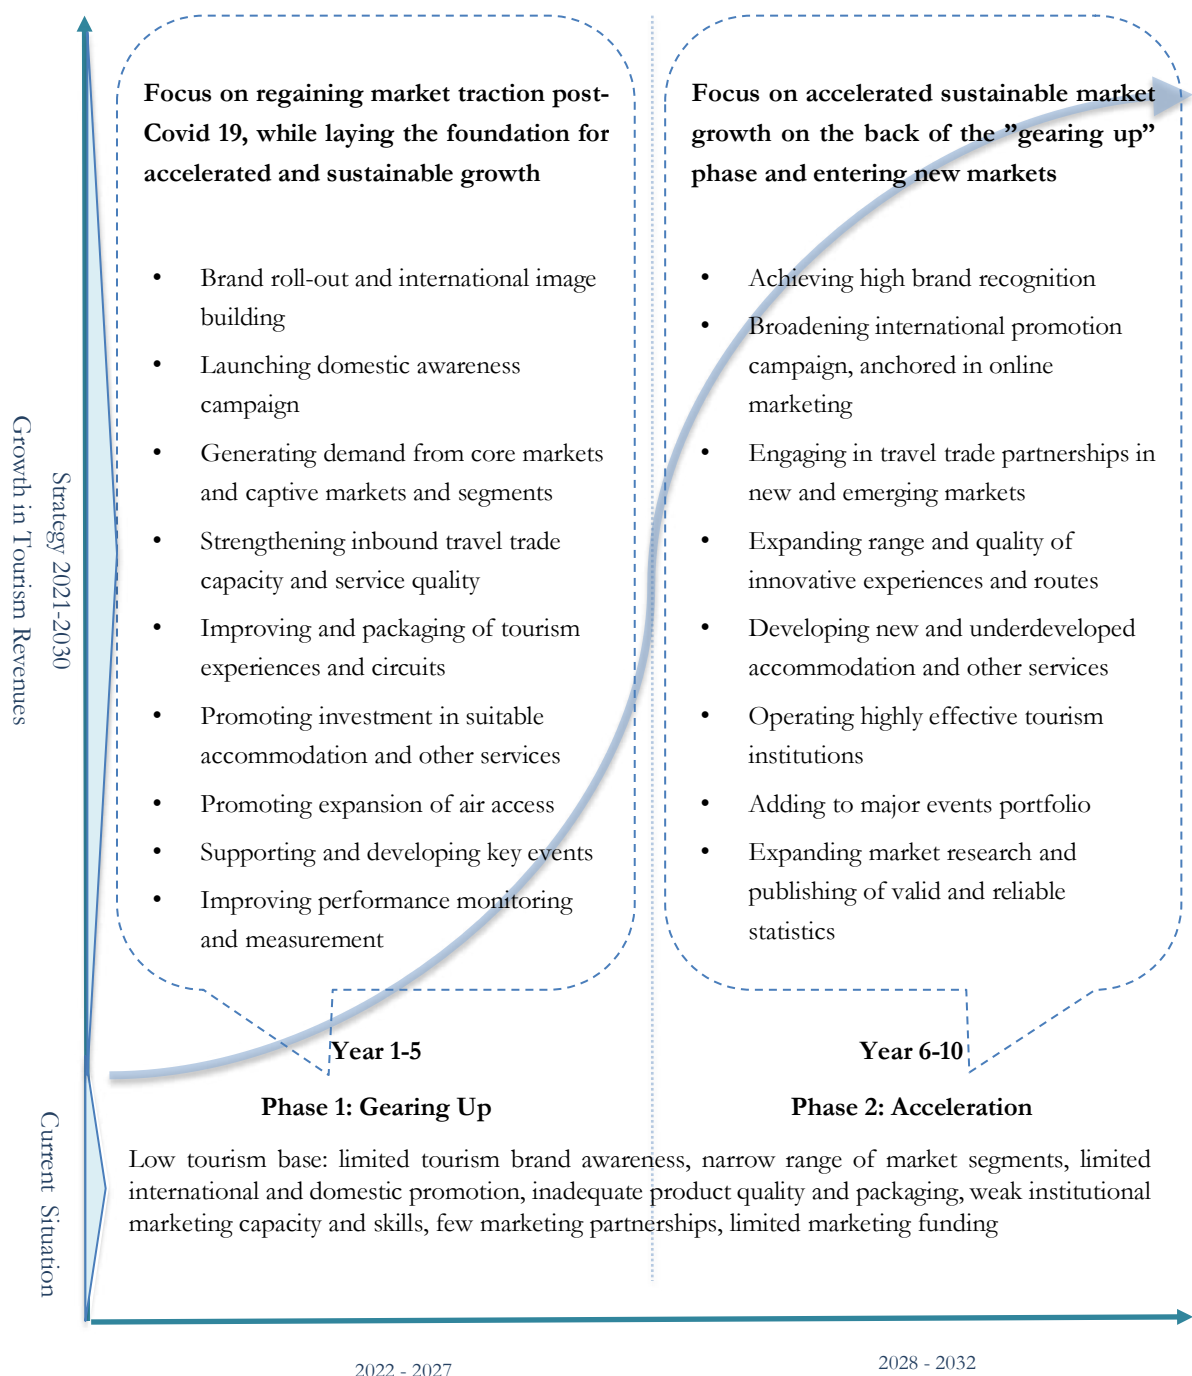 Focus on regaining market traction post-
Covid 19, while laying the foundation for
accelerated and sustainable growth
• Brand roll-out and international image
building
• Launching domestic awareness
campaign
• Generating demand from core markets
and captive markets and segments
• Strengthening inbound travel trade
capacity and service quality
• Improving and packaging of tourism
experiences and circuits
• Promoting investment in suitable
accommodation and other services
• Promoting expansion of air access
• Supporting and developing key events
• Improving performance monitoring
and measurement
Year 1-5
Phase 1: Gearing Up
Focus on accelerated sustainable market
growth on the back of the ”gearing up”
phase and entering new markets
• Achieving high brand recognition
• Broadening international promotion
campaign, anchored in online
marketing
• Engaging in travel trade partnerships in
new and emerging markets
• Expanding range and quality of
innovative experiences and routes
• Developing new and underdeveloped
accommodation and other services
• Operating highly effective tourism
institutions
• Adding to major events portfolio
• Expanding market research and
publishing of valid and reliable
statistics
Year 6-10
Phase 2: Acceleration
Low tourism base: limited tourism brand awareness, narrow range of market segments, limited
international and domestic promotion, inadequate product quality and packaging, weak institutional
marketing capacity and skills, few marketing partnerships, limited marketing funding
Strategy 2021-2030
Growth in Tourism Revenues
Current Situation
2022 - 2027
2028 - 2032